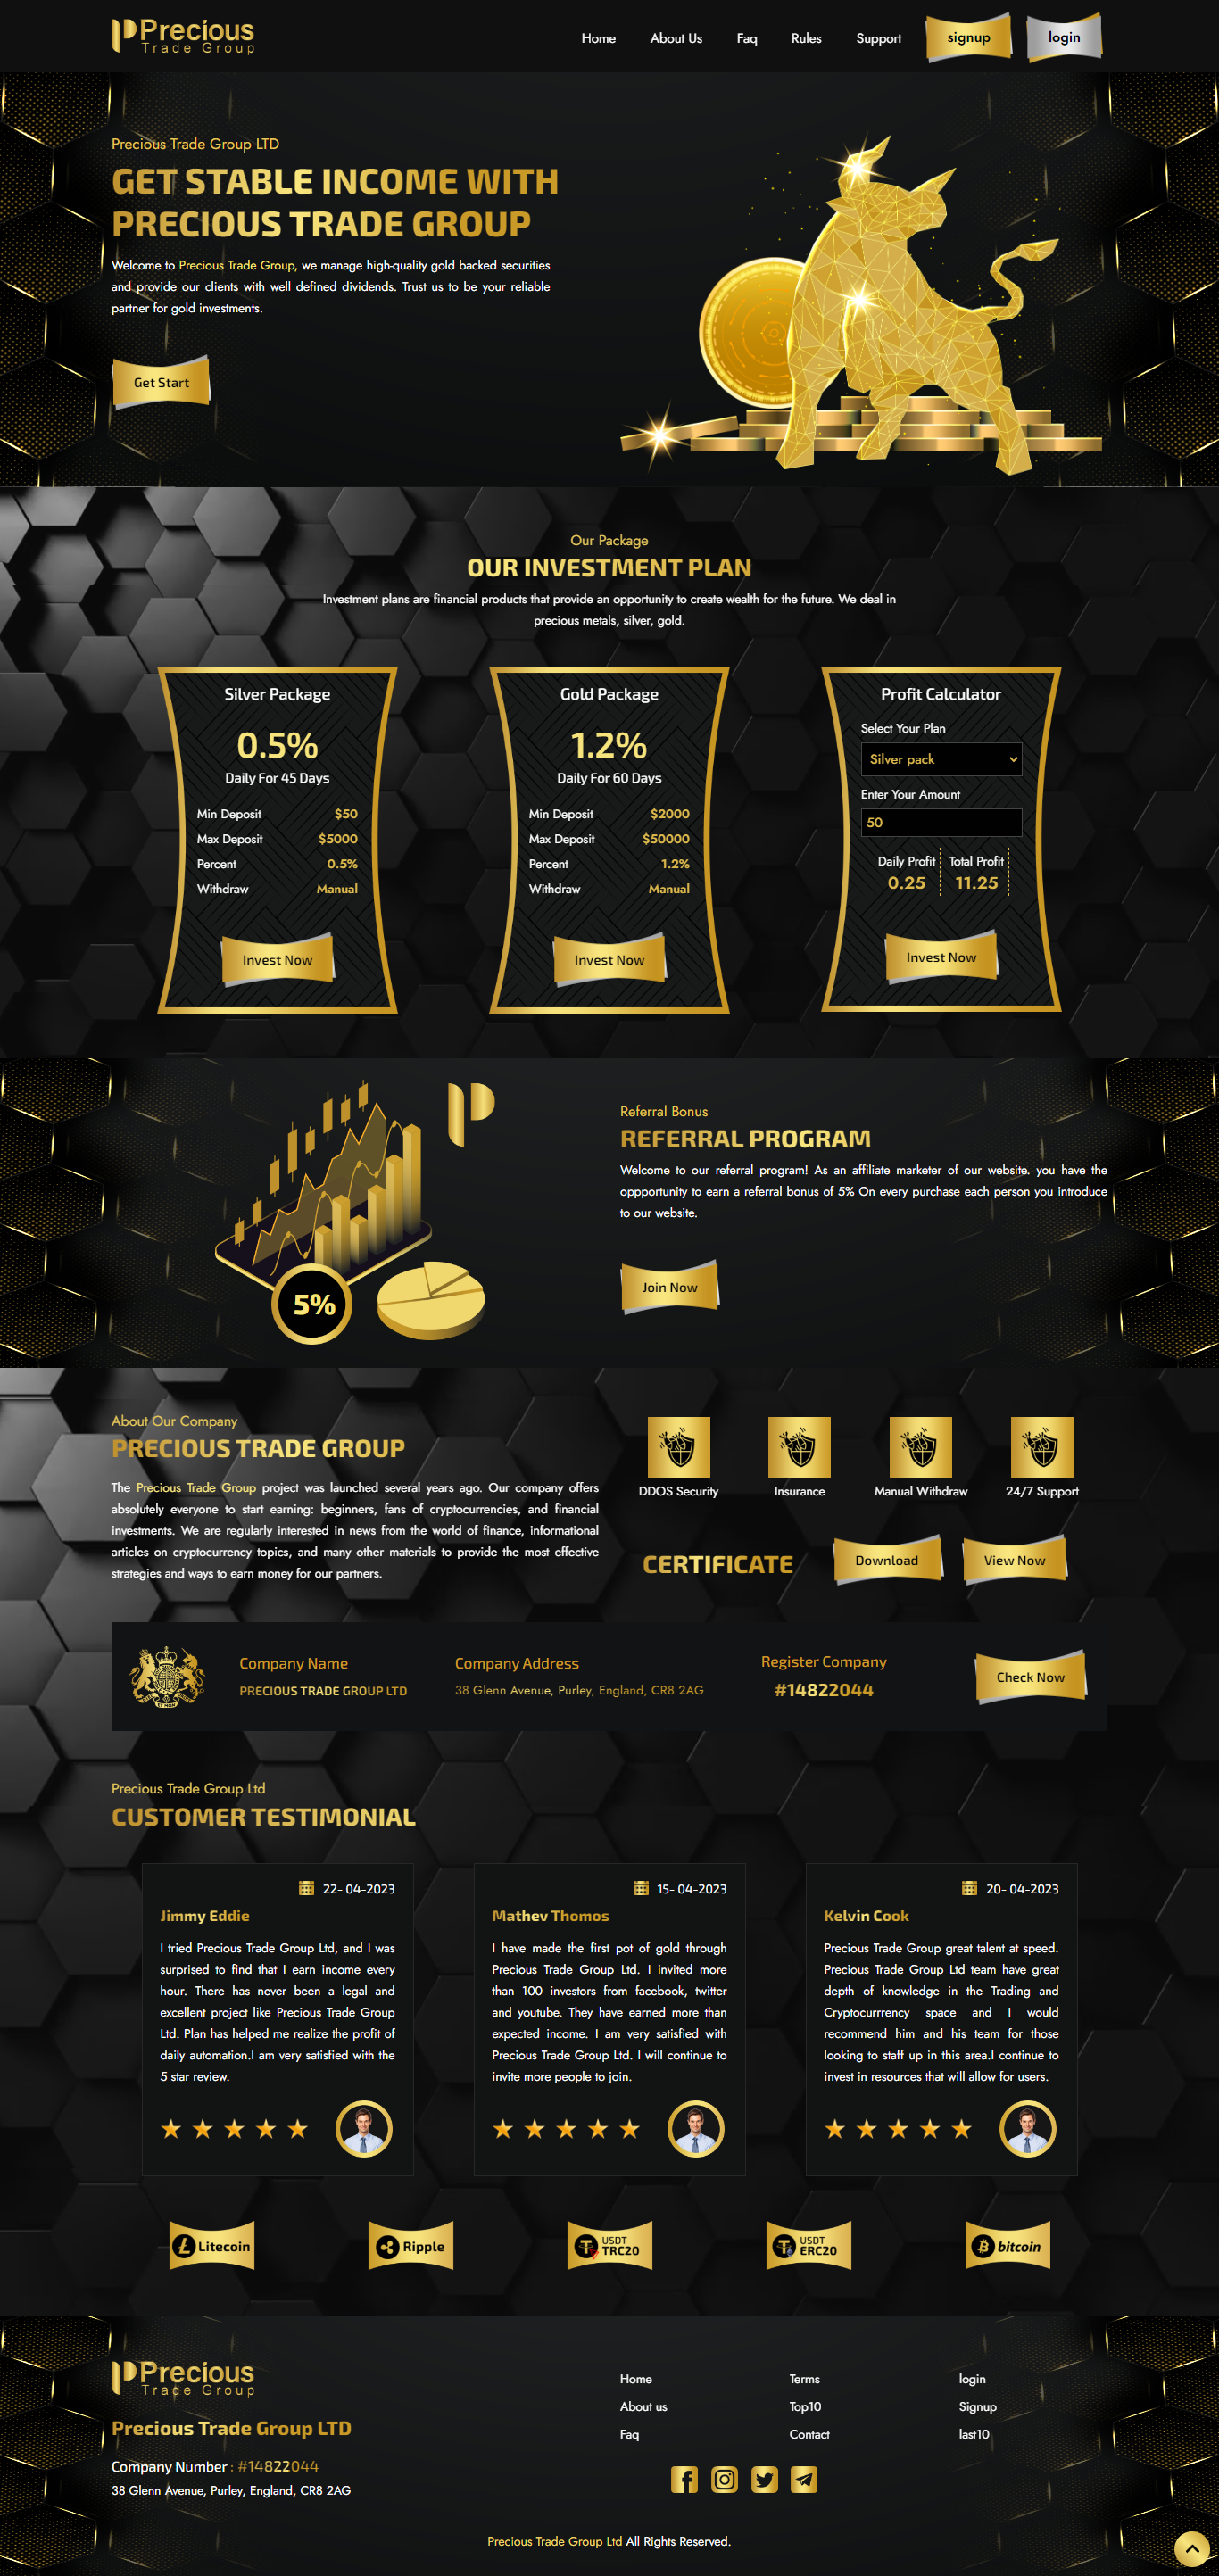 Precious
Trade Group
Home
About Us
Faq
Rules
Support
signup
login
Precious Trade Group LTD
GET STABLE INCOME WITH
PRECIOUS TRADE GROUP
Welcome to Precious Trade Group, we manage high-quality gold backed securities
and provide our clients with well defined dividends. Trust us to be your reliable
partner for gold investments.
Get Start
Our Package
OUR INVESTMENT PLAN
Investment plans are financial products that provide an opportunity to create wealth for the future. We deal in
precious metals, silver, gold.
Silver Package
0.5%
Daily For 45 Days
Min Deposit $50
Max Deposit $5000
Percent 0.5%
Withdraw Manual
Invest Now
Gold Package
1.2%
Daily For 60 Days
Min Deposit $2000
Max Deposit $50000
Percent 1.2%
Withdraw Manual
Invest Now
Profit Calculator
Select Your Plan
Silver pack
Enter Your Amount
50
Daily Profit Total Profit
0.25 11.25
Invest Now
5%
Referral Bonus
REFERRAL PROGRAM
Welcome to our referral program! As an affiliate marketer of our website. you have the
oppportunity to earn a referral bonus of 5% On every purchase each person you introduce
to our website.
Join Now
About Our Company
PRECIOUS TRADE GROUP
The Precious Trade Group project was launched several years ago. Our company offers
absolutely everyone to start earning: beginners, fans of cryptocurrencies, and financial
investments. We are regularly interested in news from the world of finance, informational
articles on cryptocurrency topics, and many other materials to provide the most effective
strategies and ways to earn money for our partners.
DDOS Security
Insurance
Manual Withdraw
24/7 Support
CERTIFICATE
Download
View Now
Company Name
PRECIOUS TRADE GROUP LTD
Company Address
38 Glenn Avenue, Purley, England, CR8 2AG
Register Company
#14822044
Check Now
Precious Trade Group Ltd
CUSTOMER TESTIMONIAL
22- 04-2023
Jimmy Eddie
I tried Precious Trade Group Ltd, and I was
surprised to find that I earn income every
hour. There has never been a legal and
excellent project like Precious Trade Group
Ltd. Plan has helped me realize the profit of
daily automation.I am very satisfied with the
5 star review.
15- 04-2023
Mathev Thomos
I have made the first pot of gold through
Precious Trade Group Ltd. I invited more
than 100 investors from facebook, twitter
and youtube. They have earned more than
expected income. I am very satisfied with
Precious Trade Group Ltd. I will continue to
invite more people to join.
20- 04-2023
Kelvin Cook
Precious Trade Group great talent at speed.
Precious Trade Group Ltd team have great
depth of knowledge in the Trading and
Cryptocurrrency space and I would
recommend him and his team for those
looking to staff up in this area.I continue to
invest in resources that will allow for users.
Litecoin
Ripple
USDT
TRC20
USDT
ERC20
bitcoin
Precious
Trade Group
Precious Trade Group LTD
Company Number : #14822044
38 Glenn Avenue, Purley, England, CR8 2AG
Home
About us
Faq
Terms
Top10
Contact
login
Signup
last10
Precious Trade Group Ltd All Rights Reserved.